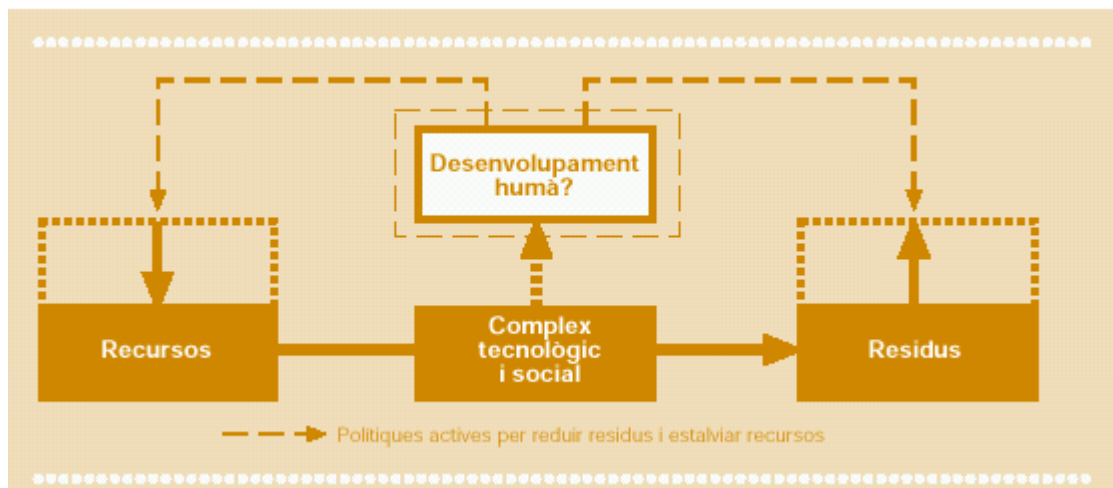 Desenvolupament
humà?
Recursos
Complex
tecnològic
i social
Residus
Polítiques actives per reduir residus i estalviar recursos